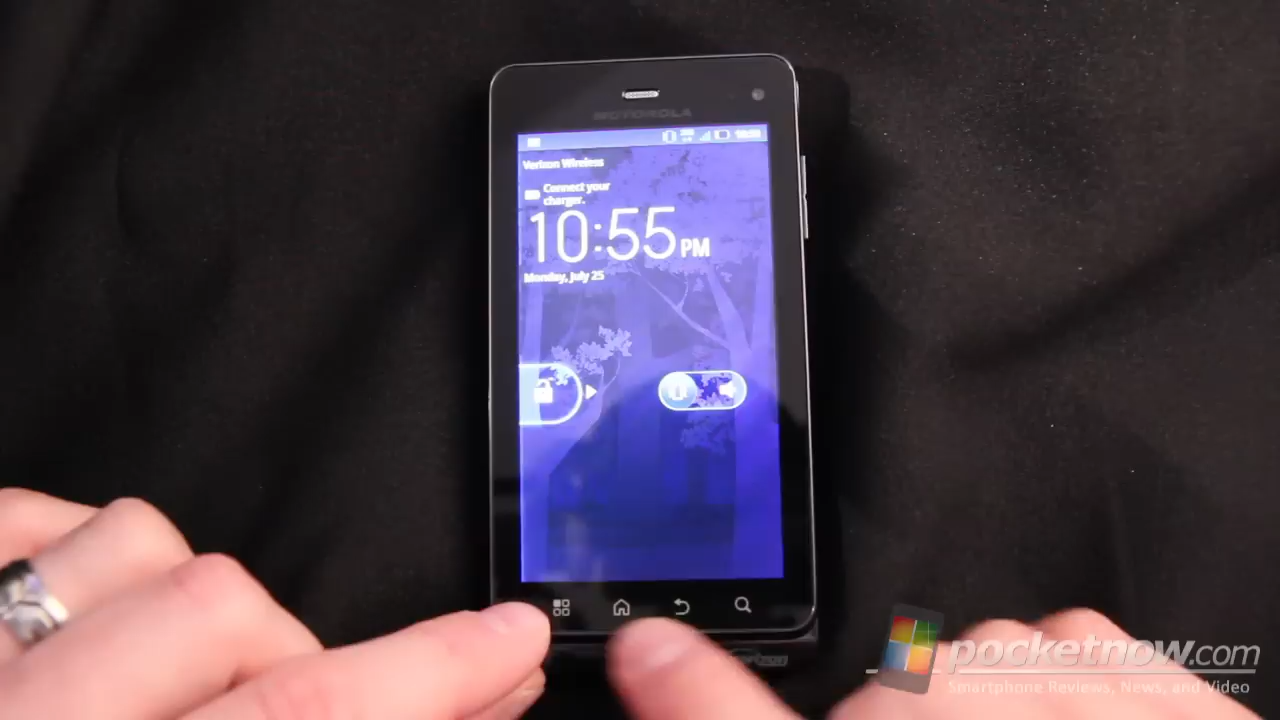 MOTOROLA
Verizon Wireless
Connect your
charger.
10:55 PM
Monday, July 25
verizon
pocketnow.com
Smartphone Reviews, News, and Video